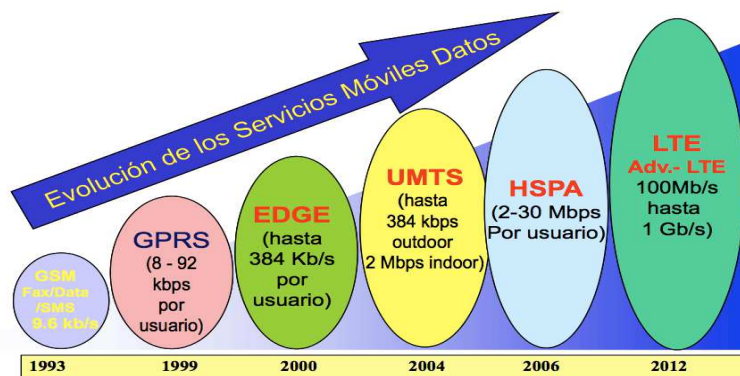 Evolución de los Servicios Móviles Datos
GSM
Fax/Data
/SMS
9.6 kb/s
GPRS
(8 - 92
kbps
por
usuario)
EDGE
(hasta
384 Kb/s
por
usuario)
UMTS
(hasta
384 kbps
outdoor
2 Mbps indoor)
HSPA
(2-30 Mbps
Por usuario)
LTE
Adv.- LTE
100Mb/s
hasta
1 Gb/s)
1993
1999
2000
2004
2006
2012